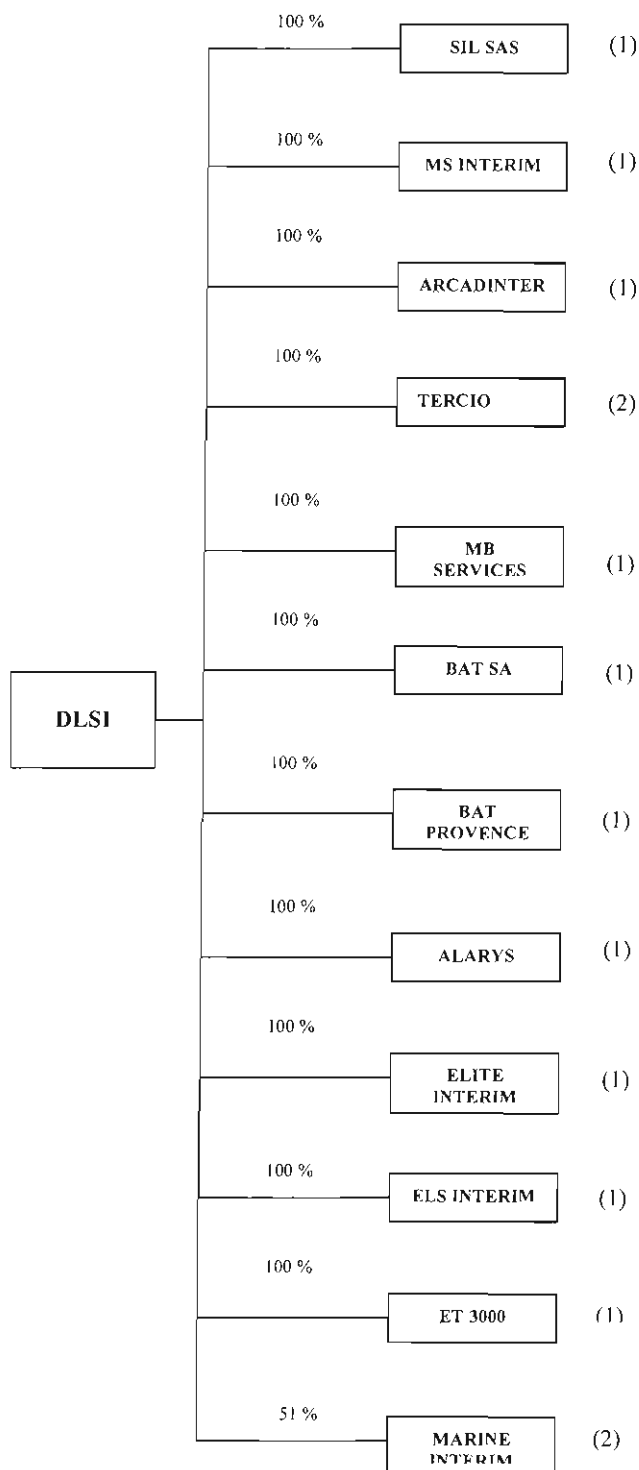 100 %
SIL SAS (1)
100 %
MS INTERIM (1)
100 %
ARCADINTER (1)
100 %
TERCIO (2)
100 %
MB
SERVICES (1)
100 %
BAT SA (1)
DLSI
100 %
BAT
PROVENCE (1)
100 %
ALARYS (1)
100 %
ELITE
INTERIM (1)
100 %
ELS INTERIM (1)
100 %
ET 3000 (1)
51 %
MARINE (2)
INTERIM